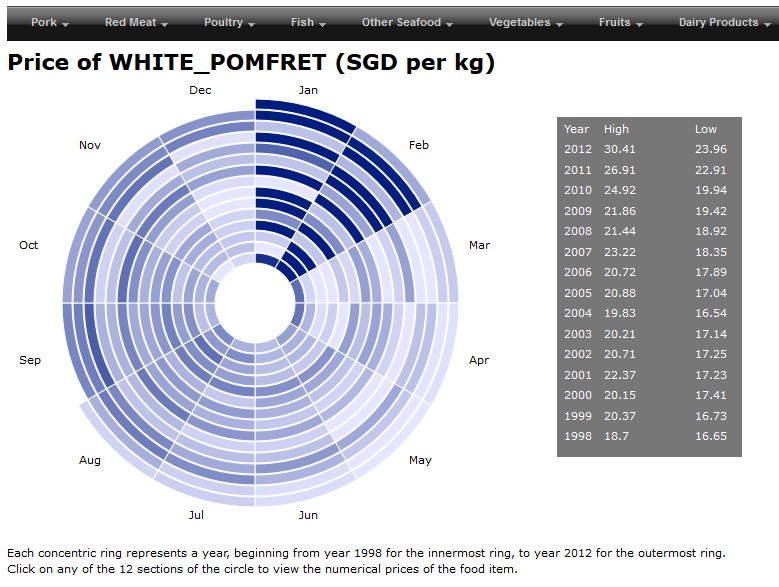 Pork Red Meat Poultry Fish Other Seafood Vegetables Fruits Dairy Products
Price of WHITE_POMFRET (SGD per kg)
Dec Jan
Nov Feb
Oct Mar
Sep Apr
Aug May
Jul Jun
Year High Low
2012 30.41 23.96
2011 26.91 22.91
2010 24.92 19.94
2009 21.86 19.42
2008 21.44 18.92
2007 23.22 18.35
2006 20.72 17.89
2005 20.88 17.04
2004 19.83 16.54
2003 20.21 17.14
2002 20.71 17.25
2001 22.37 17.23
2000 20.15 17.41
1999 20.37 16.73
1998 18.7 16.65
Each concentric ring represents a year, beginning from year 1998 for the innermost ring, to year 2012 for the outermost ring.
Click on any of the 12 sections of the circle to view the numerical prices of the food item.